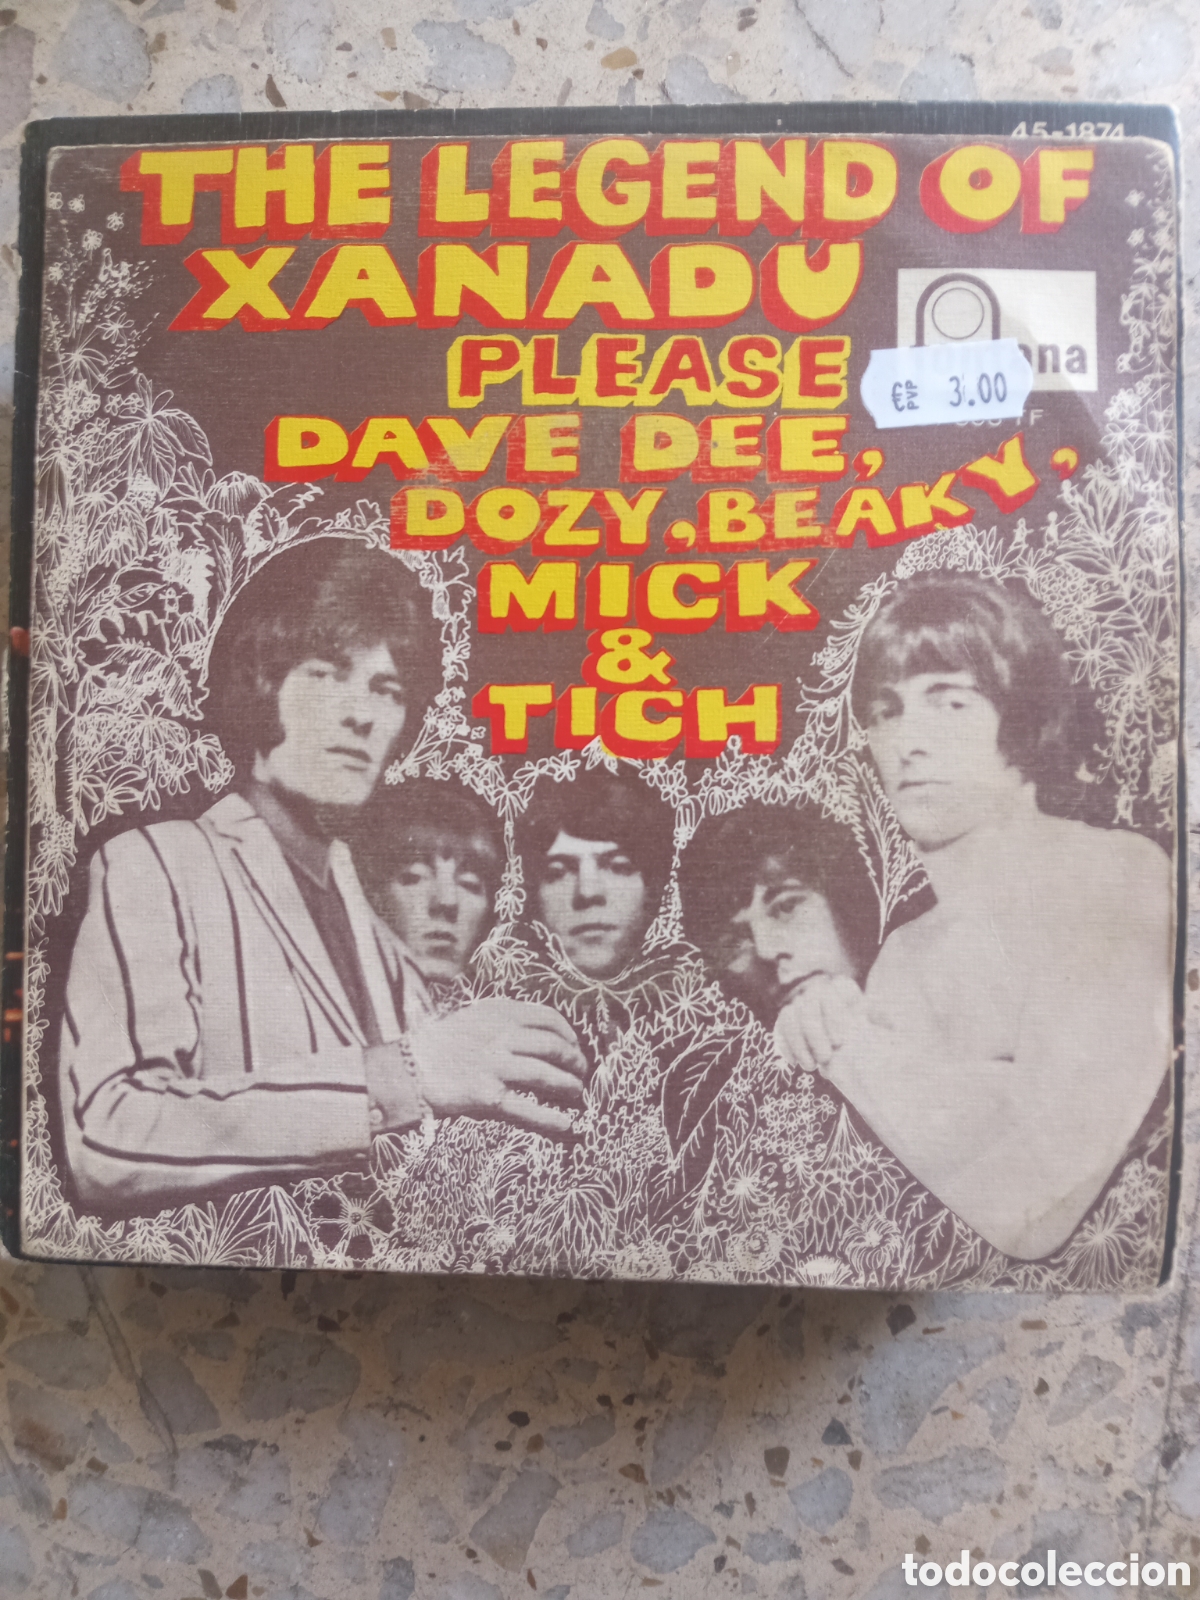 45-1874
THE LEGEND OF
XANADU
PLEASE
DAVE DEE,
DOZY, BEAKY,
MICK
&
TICH
€ PVP 3.00
todocoleccion